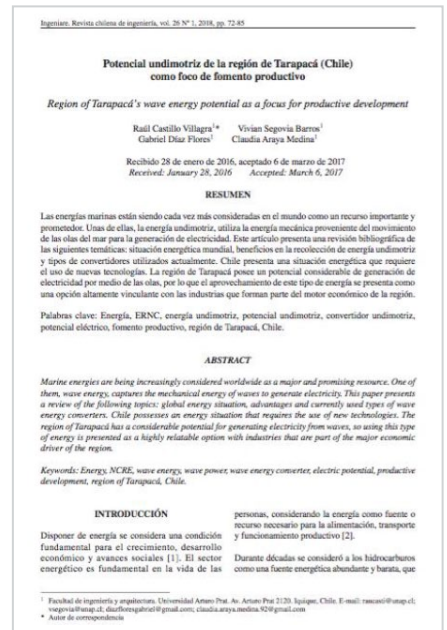 Ingeniare. Revista chilena de ingeniería, vol. 26 Nº 1, 2018, pp. 72-85
Potencial undimotriz de la región de Tarapacá (Chile)
como foco de fomento productivo
Region of Tarapacá's wave energy potential as a focus for productive development
Raúl Castillo Villagra¹* Vivian Segovia Barros¹
Gabriel Díaz Flores¹ Claudia Araya Medina¹
Recibido 28 de enero de 2016, aceptado 6 de marzo de 2017
Received: January 28, 2016 Accepted: March 6, 2017
RESUMEN
Las energías marinas están siendo cada vez más consideradas en el mundo como un recurso importante y
prometedor. Unas de ellas, la energía undimotriz, utiliza la energía mecánica proveniente del movimiento
de las olas del mar para la generación de electricidad. Este artículo presenta una revisión bibliográfica de
las siguientes temáticas: situación energética mundial, beneficios en la recolección de energía undimotriz
y tipos de convertidores utilizados actualmente. Chile presenta una situación energética que requiere
el uso de nuevas tecnologías. La región de Tarapacá posee un potencial considerable de generación de
electricidad por medio de las olas, por lo que el aprovechamiento de este tipo de energía se presenta como
una opción altamente vinculante con las industrias que forman parte del motor económico de la región.
Palabras clave: Energía, ERNC, energía undimotriz, potencial undimotriz, convertidor undimotriz,
potencial eléctrico, fomento productivo, región de Tarapacá, Chile.
ABSTRACT
Marine energies are being increasingly considered worldwide as a major and promising resource. One of
them, wave energy, captures the mechanical energy of waves to generate electricity. This paper presents
a review of the following topics: global energy situation, advantages and currently used types of wave
energy converters. Chile possesses an energy situation that requires the use of new technologies. The
region of Tarapacá has a considerable potential for generating electricity from waves, so using this type
of energy is presented as a highly relatable option with industries that are part of the major economic
driver of the region.
Keywords: Energy, NCRE, wave energy, wave power, wave energy converter, electric potential, productive
development, region of Tarapacá, Chile.
INTRODUCCIÓN
Disponer de energía se considera una condición
fundamental para el crecimiento, desarrollo
económico y avances sociales [1]. El sector
energético es fundamental en la vida de las
personas, considerando la energía como fuente o
recurso necesario para la alimentación, transporte
y funcionamiento productivo [2].
Durante décadas se consideró a los hidrocarburos
como una fuente energética abundante y barata, que
¹ Facultad de ingeniería y arquitectura. Universidad Arturo Prat. Av. Arturo Prat 2120. Iquique, Chile. E-mail: raucasti@unap.cl;
vsegovia@unap.cl; diazfloresgabriel@gmail.com; claudia.araya.medina.92@gmail.com
* Autor de correspondencia